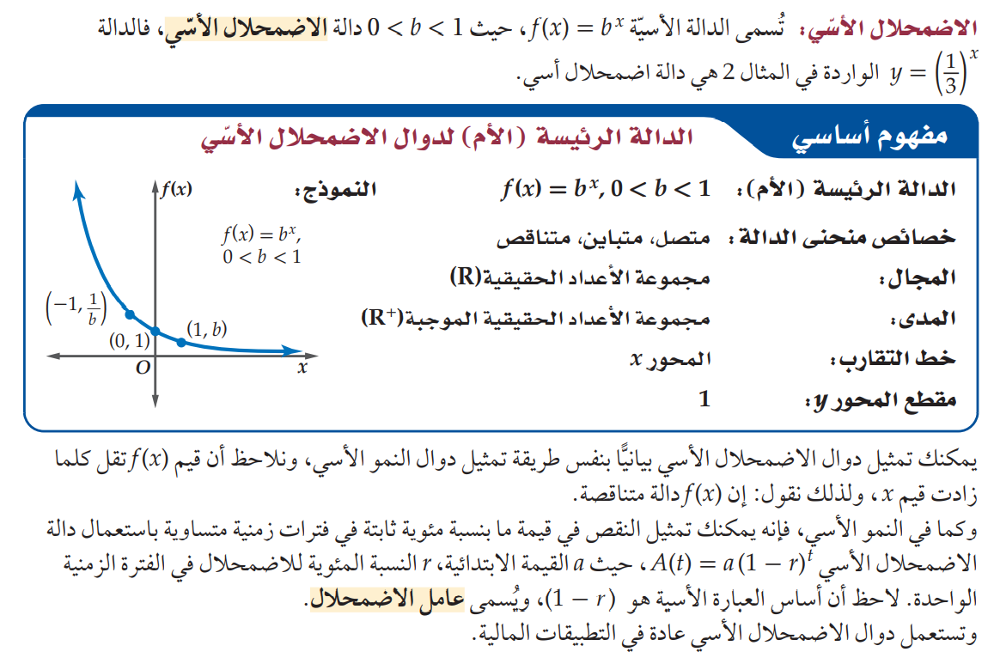 الاضمحلال الأسّي: تُسمى الدالة الأسيّة f(x) = b^x، حيث 0 < b < 1 دالة الاضمحلال الأسّي، فالدالة
y = (1/3)^x الواردة في المثال 2 هي دالة اضمحلال أسي.
مفهوم أساسي
الدالة الرئيسة (الأم) لدوال الاضمحلال الأسّي
الدالة الرئيسة (الأم): f(x) = b^x, 0 < b < 1
خصائص منحنى الدالة: متصل، متباين، متناقص
المجال: مجموعة الأعداد الحقيقية(R)
المدى: مجموعة الأعداد الحقيقية الموجبة(R⁺)
خط التقارب: المحور x
مقطع المحور y: 1
النموذج:
f(x)
f(x) = b^x,
0 < b < 1
(−1, 1/b)
(0, 1)
(1, b)
O
x
يمكنك تمثيل دوال الاضمحلال الأسي بيانيًّا بنفس طريقة تمثيل دوال النمو الأسي، ونلاحظ أن قيم f(x) تقل كلما
زادت قيم x، ولذلك نقول: إن f(x) دالة متناقصة.
وكما في النمو الأسي، فإنه يمكنك تمثيل النقص في قيمة ما بنسبة مئوية ثابتة في فترات زمنية متساوية باستعمال دالة
الاضمحلال الأسي A(t) = a(1 − r)^t، حيث a القيمة الابتدائية، r النسبة المئوية للاضمحلال في الفترة الزمنية
الواحدة. لاحظ أن أساس العبارة الأسية هو (1 − r)، ويُسمى عامل الاضمحلال.
وتستعمل دوال الاضمحلال الأسي عادة في التطبيقات المالية.